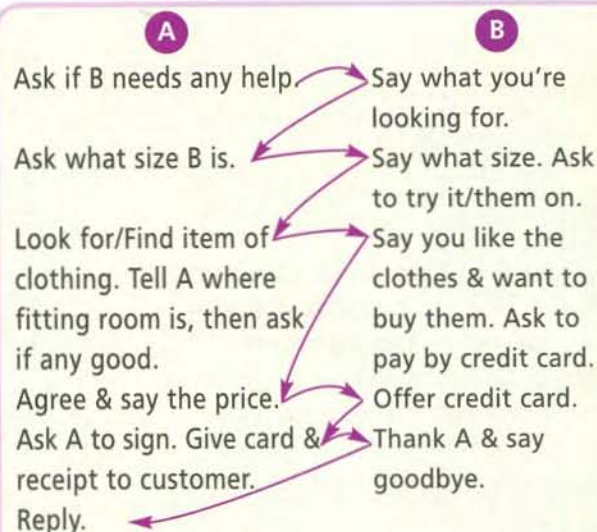 A
Ask if B needs any help.
Ask what size B is.
Look for/Find item of
clothing. Tell A where
fitting room is, then ask
if any good.
Agree & say the price.
Ask A to sign. Give card &
receipt to customer.
Reply.
B
Say what you're
looking for.
Say what size. Ask
to try it/them on.
Say you like the
clothes & want to
buy them. Ask to
pay by credit card.
Offer credit card.
Thank A & say
goodbye.